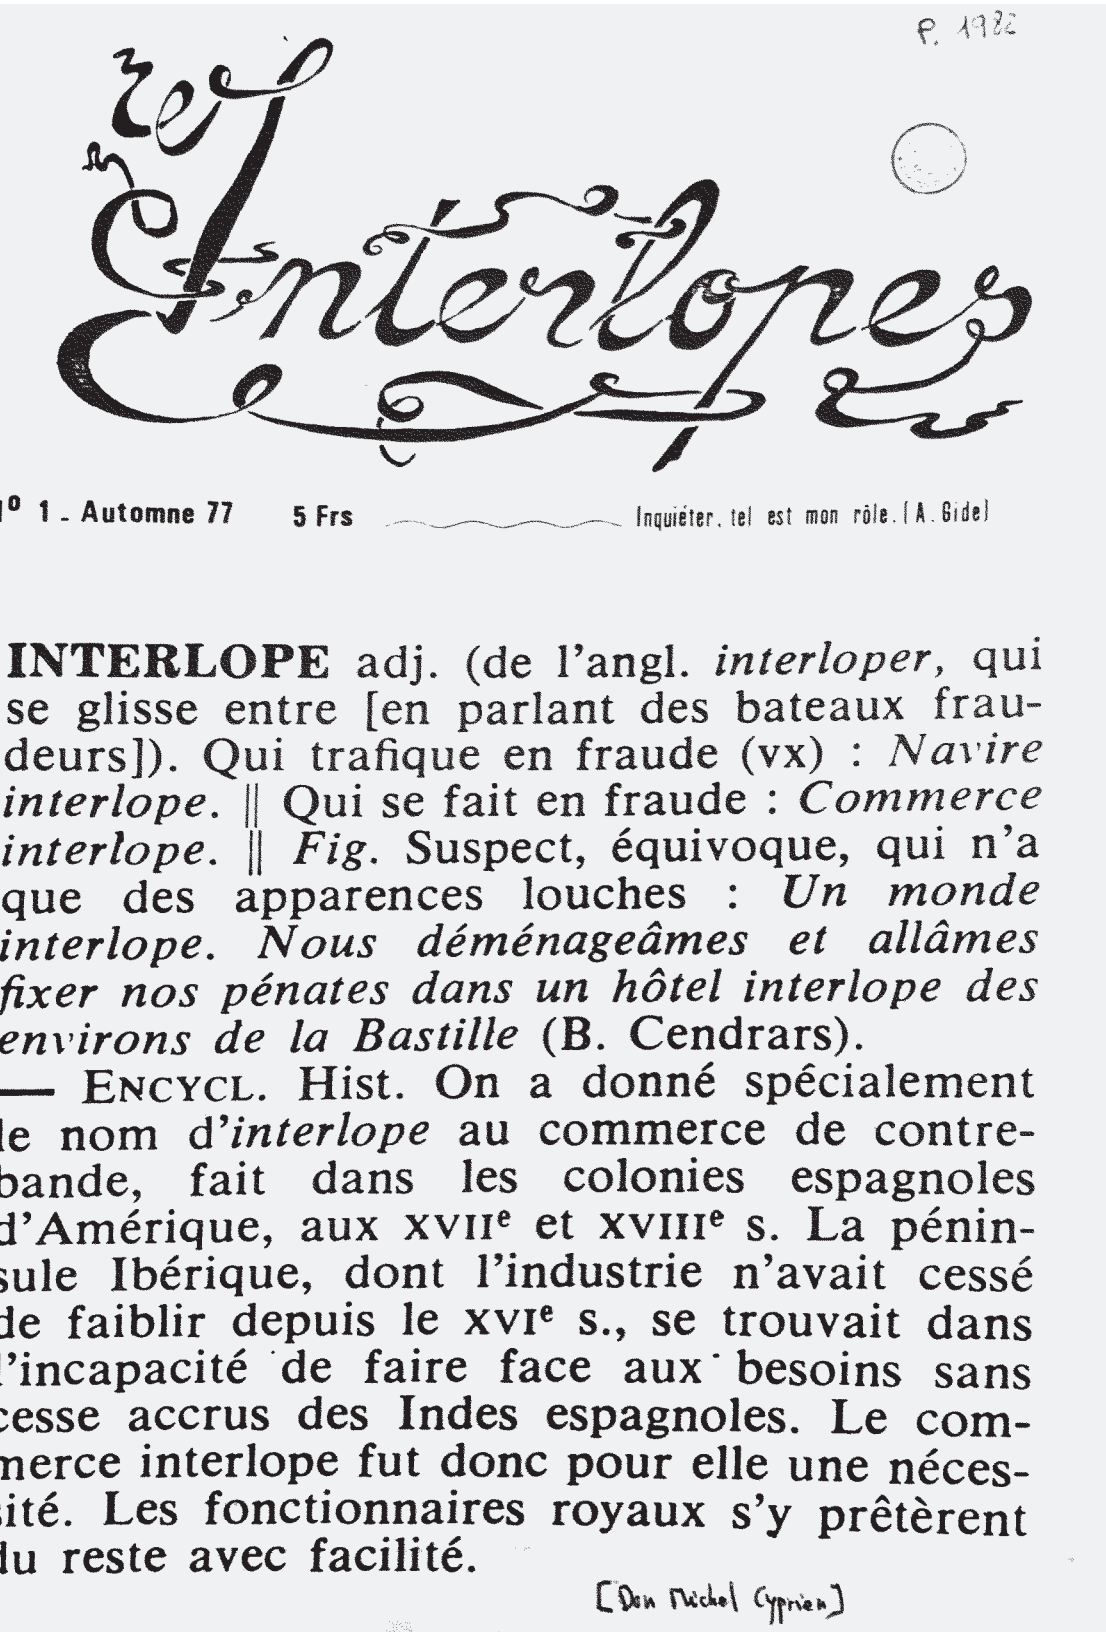 P. 1982
les
Interlopes
No 1 - Automne 77 5 Frs Inquiéter, tel est mon rôle. (A. Gide)
INTERLOPE adj. (de l'angl. interloper, qui
se glisse entre [en parlant des bateaux frau-
deurs]). Qui trafique en fraude (vx) : Navire
interlope. || Qui se fait en fraude : Commerce
interlope. || Fig. Suspect, équivoque, qui n'a
que des apparences louches : Un monde
interlope. Nous déménageâmes et allâmes
fixer nos pénates dans un hôtel interlope des
environs de la Bastille (B. Cendrars).
— ENCYCL. Hist. On a donné spécialement
le nom d'interlope au commerce de contre-
bande, fait dans les colonies espagnoles
d'Amérique, aux XVIIe et XVIIIe s. La pénin-
sule Ibérique, dont l'industrie n'avait cessé
de faiblir depuis le XVIe s., se trouvait dans
l'incapacité de faire face aux besoins sans
cesse accrus des Indes espagnoles. Le com-
merce interlope fut donc pour elle une néces-
sité. Les fonctionnaires royaux s'y prêtèrent
du reste avec facilité.
[Don Michel Cyprien]